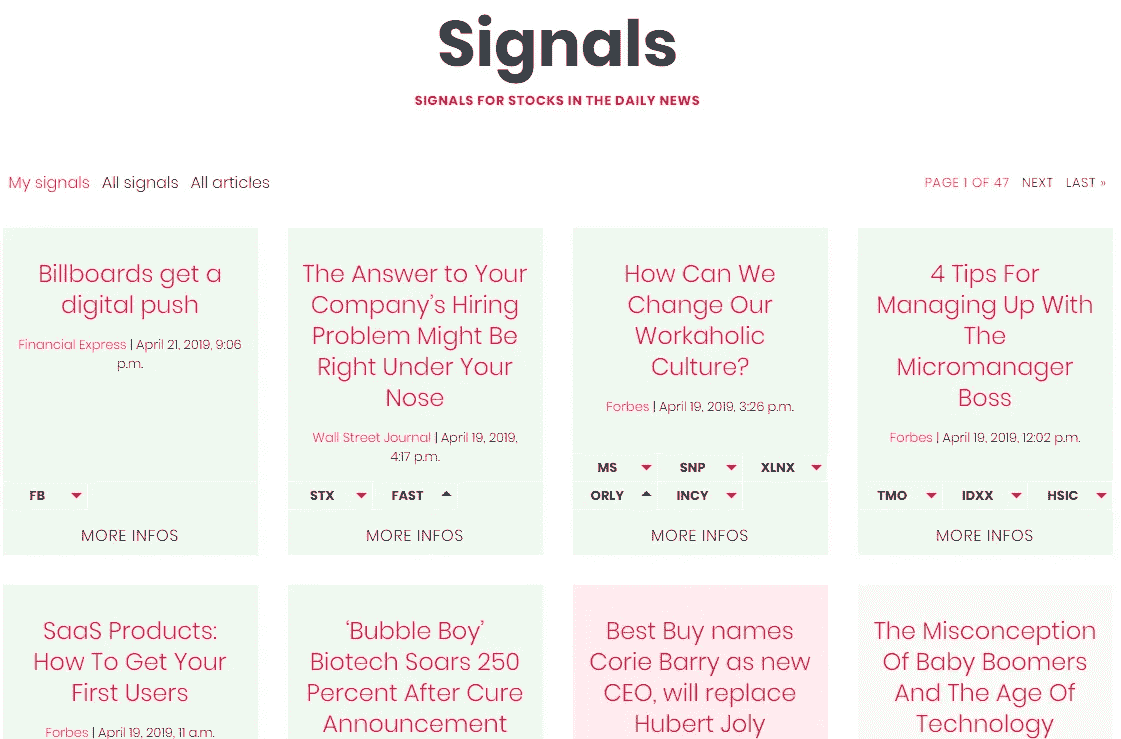 Signals
SIGNALS FOR STOCKS IN THE DAILY NEWS
My signals All signals All articles
PAGE 1 OF 47 NEXT LAST »
Billboards get a
digital push
Financial Express | April 21, 2019, 9:06
p.m.
FB
MORE INFOS
The Answer to Your
Company's Hiring
Problem Might Be
Right Under Your
Nose
Wall Street Journal | April 19, 2019,
4:17 p.m.
STX FAST
MORE INFOS
How Can We
Change Our
Workaholic
Culture?
Forbes | April 19, 2019, 3:26 p.m.
MS SNP XLNX
ORLY INCY
MORE INFOS
4 Tips For
Managing Up With
The
Micromanager
Boss
Forbes | April 19, 2019, 12:02 p.m.
TMO IDXX HSIC
MORE INFOS
SaaS Products:
How To Get Your
First Users
Forbes | April 19, 2019, 11 a.m.
‘Bubble Boy’
Biotech Soars 250
Percent After Cure
Announcement
Best Buy names
Corie Barry as new
CEO, will replace
Hubert Joly
The Misconception
Of Baby Boomers
And The Age Of
Technology